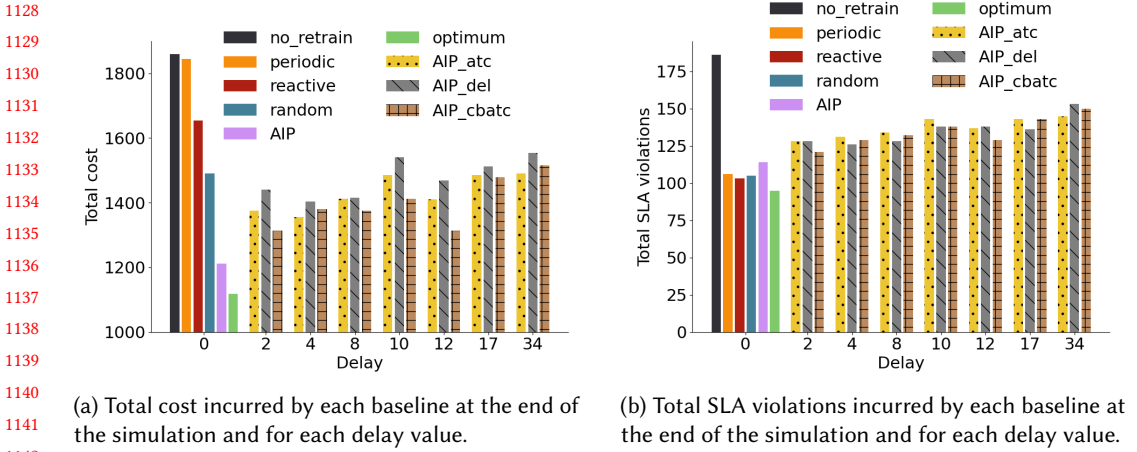 1128
1129
1130
1131
1132
1133
1134
1135
1136
1137
1138
1139
1140
1141
no_retrain
periodic
reactive
random
AIP
optimum
AIP_atc
AIP_del
AIP_cbatc
Total cost
1800
1600
1400
1200
1000
0 2 4 8 10 12 17 34
Delay
(a) Total cost incurred by each baseline at the end of
the simulation and for each delay value.
no_retrain
periodic
reactive
random
AIP
optimum
AIP_atc
AIP_del
AIP_cbatc
Total SLA violations
175
150
125
100
75
50
25
0
0 2 4 8 10 12 17 34
Delay
(b) Total SLA violations incurred by each baseline at
the end of the simulation and for each delay value.